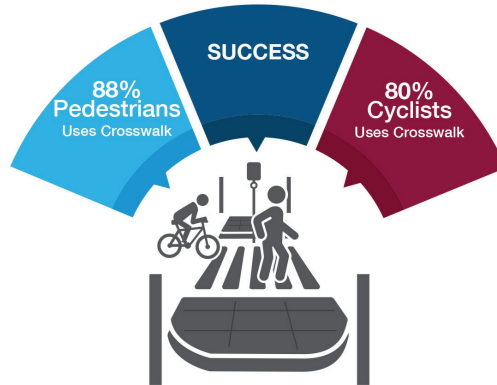 88%
Pedestrians
Uses Crosswalk
SUCCESS
80%
Cyclists
Uses Crosswalk